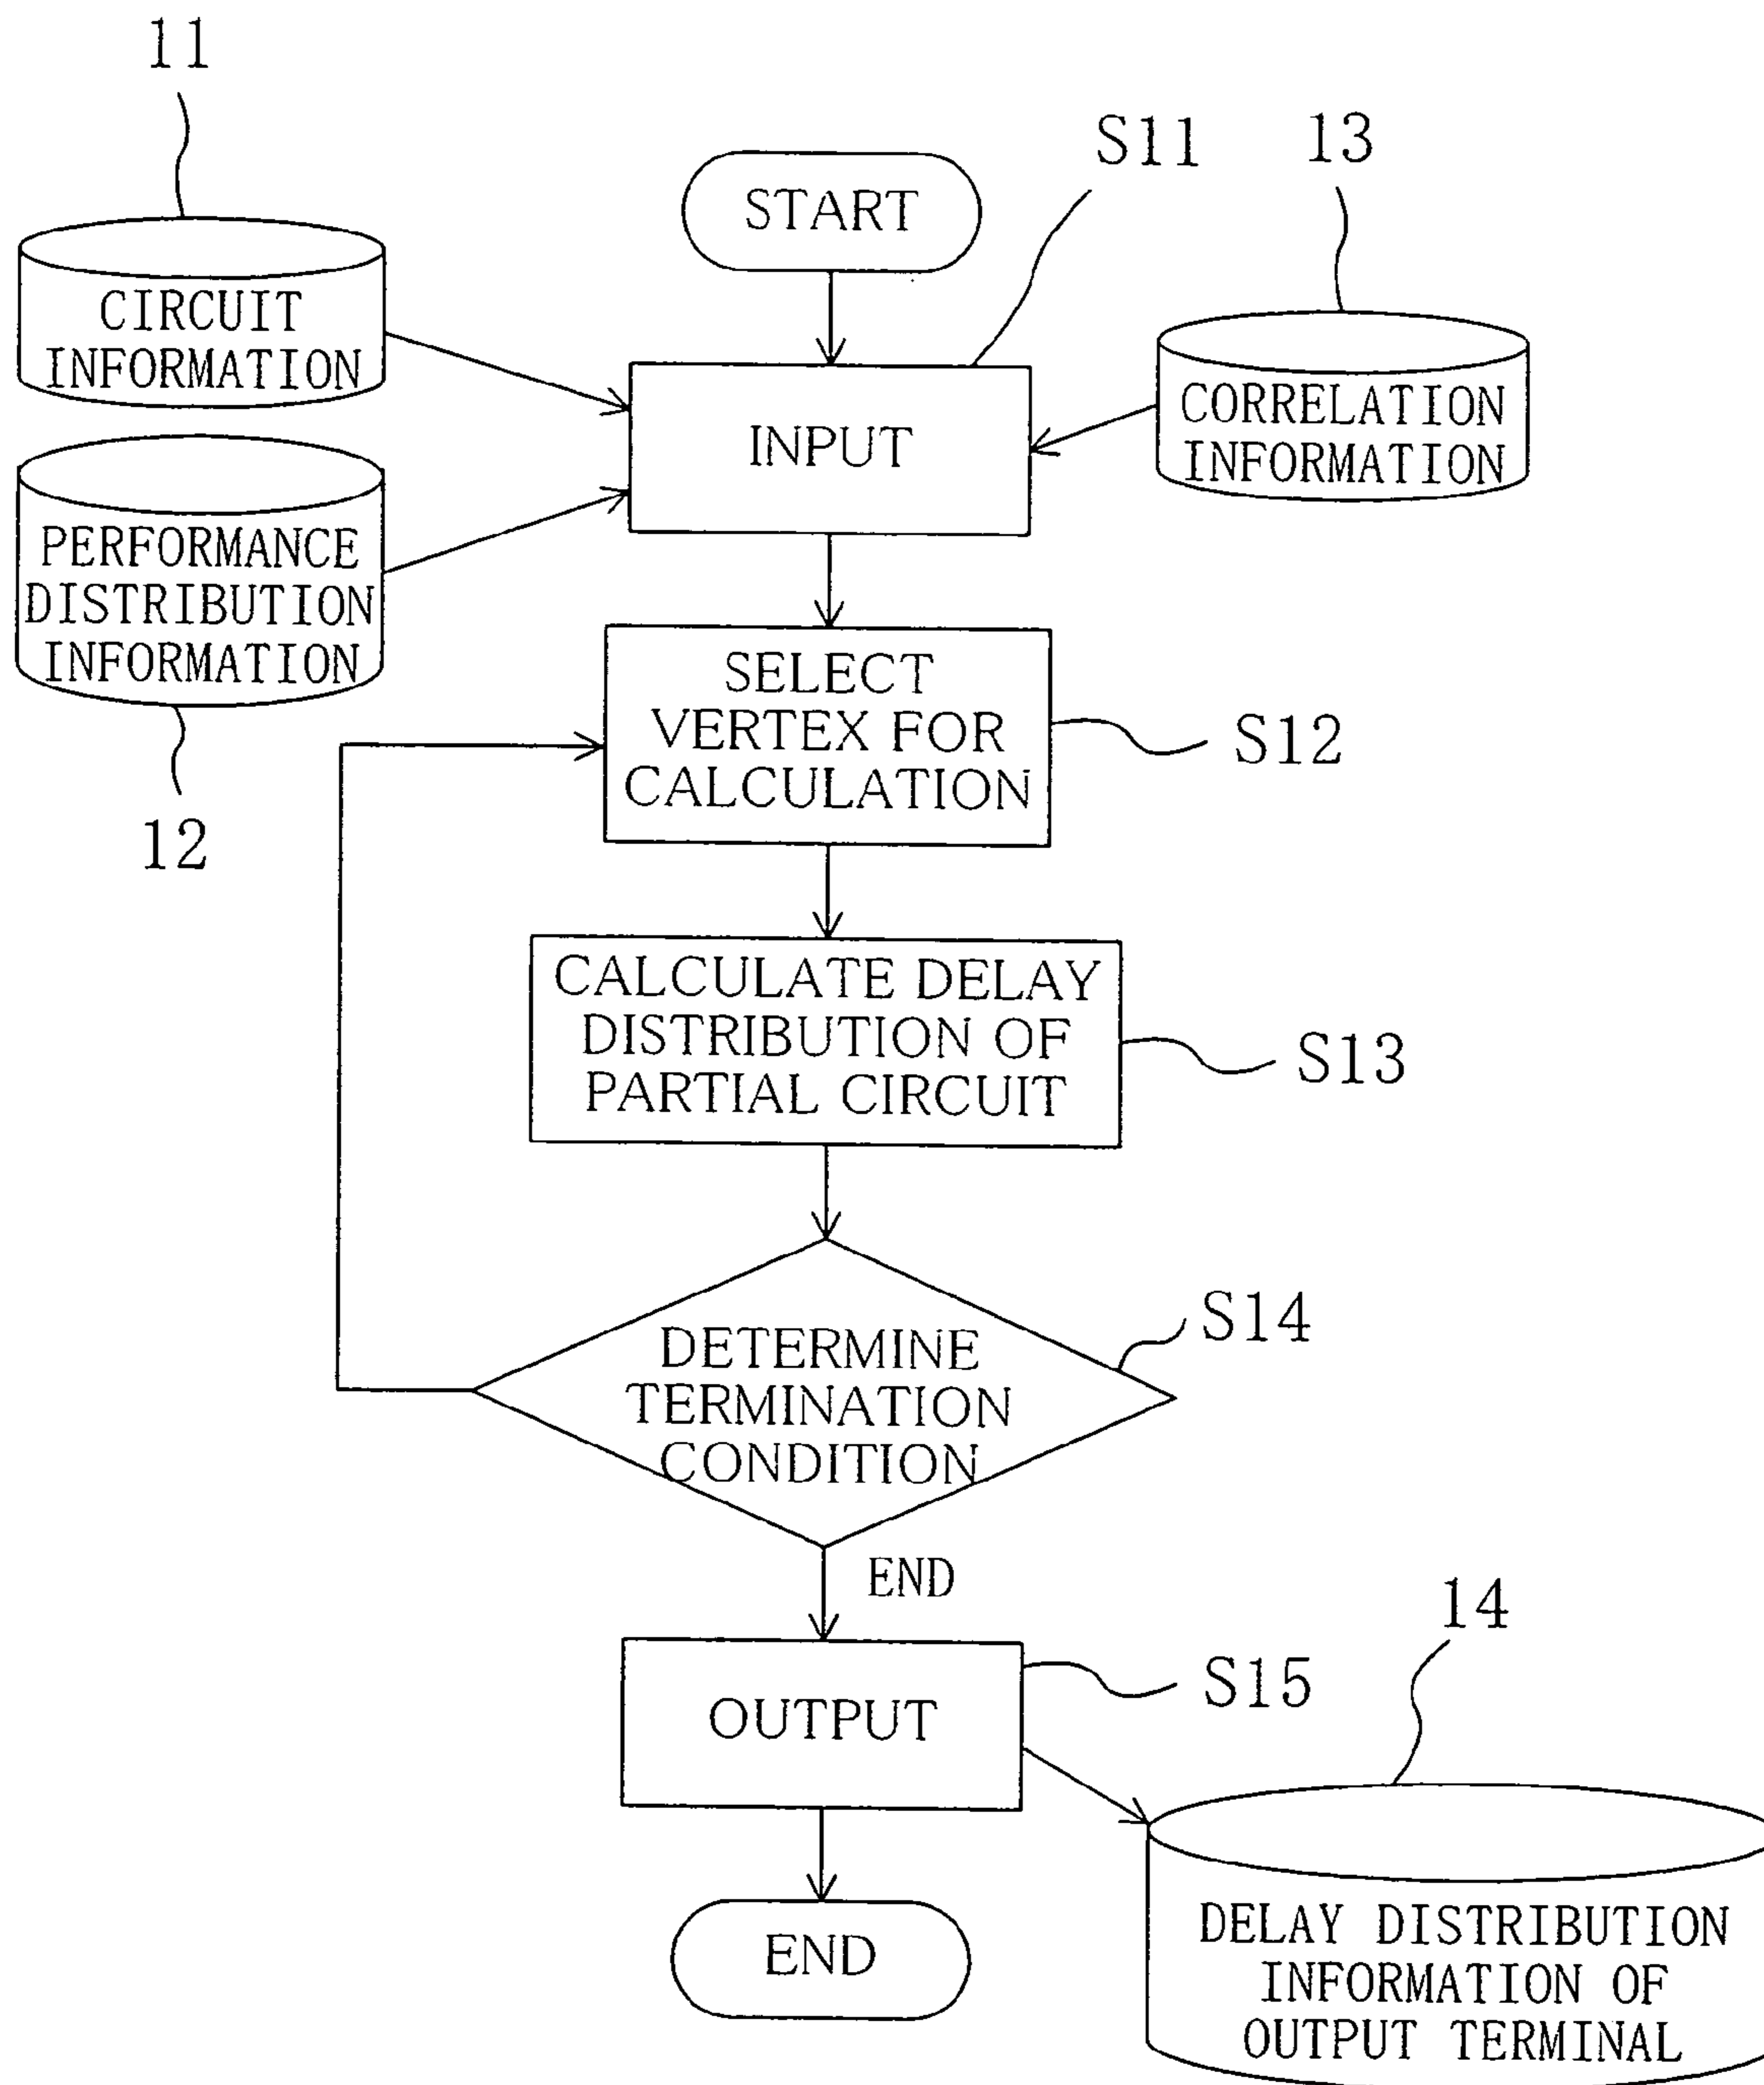 11
S11
13
START
CIRCUIT
INFORMATION
INPUT
CORRELATION
INFORMATION
PERFORMANCE
DISTRIBUTION
INFORMATION
12
SELECT
VERTEX FOR
CALCULATION
S12
CALCULATE DELAY
DISTRIBUTION OF
PARTIAL CIRCUIT
S13
DETERMINE
TERMINATION
CONDITION
S14
END
OUTPUT
S15
14
END
DELAY DISTRIBUTION
INFORMATION OF
OUTPUT TERMINAL